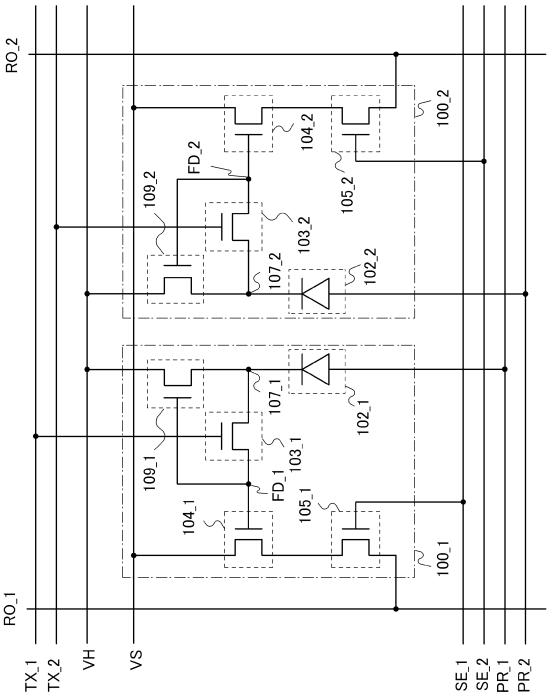 RO_2
100_2
104_2
FD_2
105_2
109_2
103_2
107_2
102_2
109_1
107_1
102_1
103_1
FD_1
104_1
105_1
100_1
RO_1
TX_1
TX_2
VH
VS
SE_1
SE_2
PR_1
PR_2